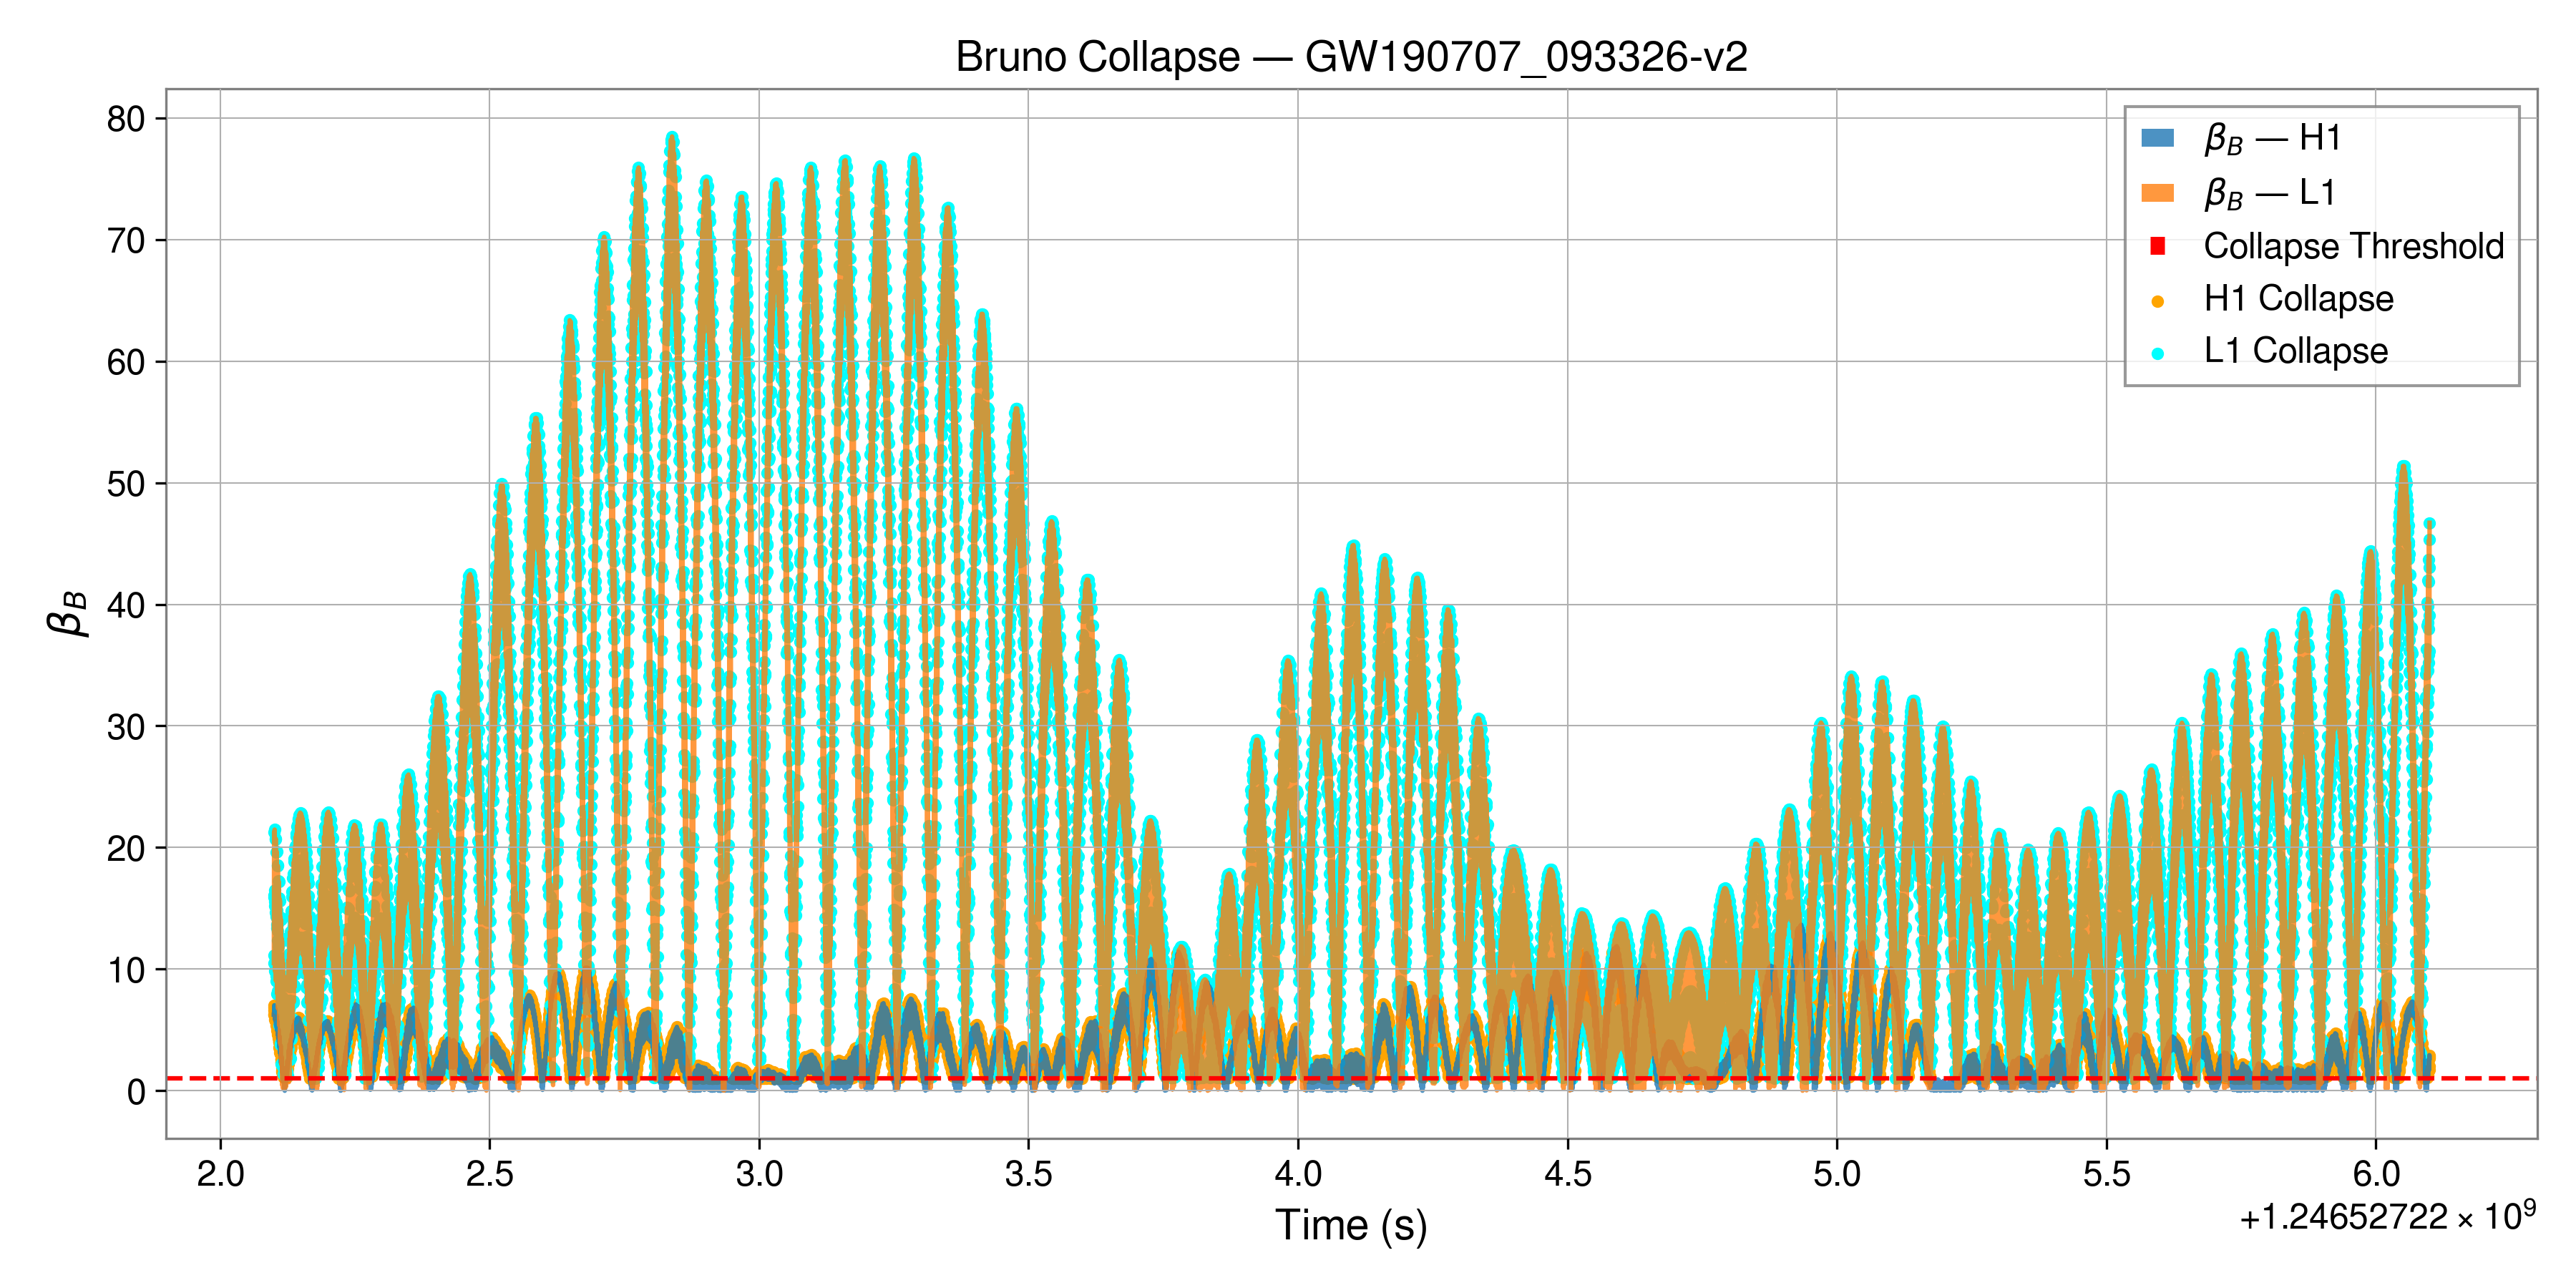 Bruno Collapse — GW190707_093326-v2
80
70
60
50
40
30
20
10
0
β_B
β_B — H1
β_B — L1
Collapse Threshold
H1 Collapse
L1 Collapse
2.0 2.5 3.0 3.5 4.0 4.5 5.0 5.5 6.0
+1.24652722 × 10⁹
Time (s)